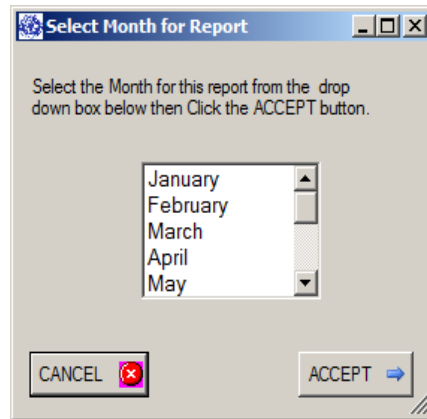 Select Month for Report
Select the Month for this report from the drop
down box below then Click the ACCEPT button.
January
February
March
April
May
CANCEL
ACCEPT